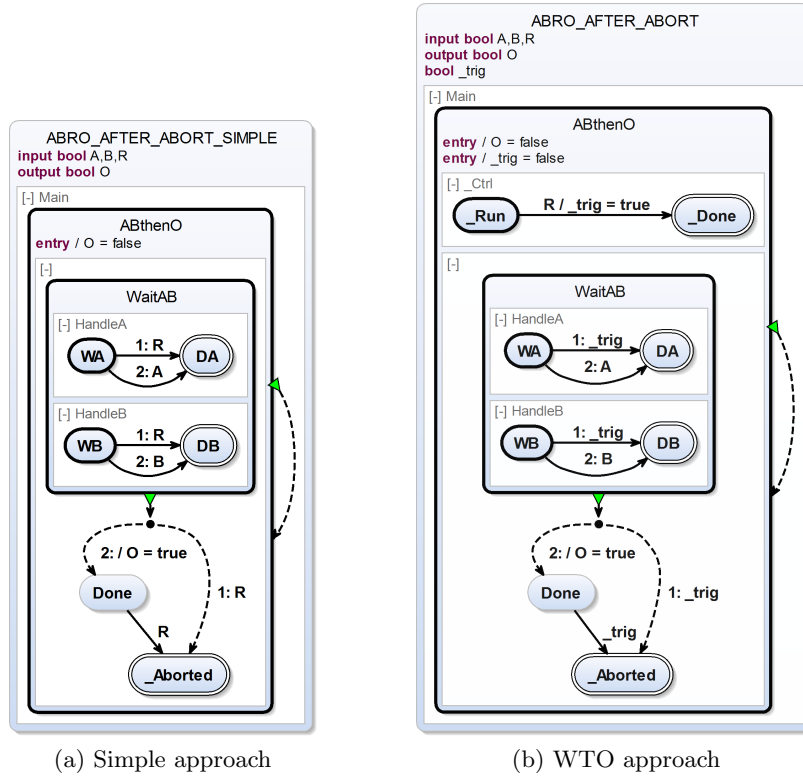 ABRO_AFTER_ABORT_SIMPLE
input bool A,B,R
output bool O
[-] Main
ABthenO
entry / O = false
[-]
WaitAB
[-] HandleA
WA
1: R
2: A
DA
[-] HandleB
WB
1: R
2: B
DB
2: / O = true
1: R
Done
R
_Aborted
(a) Simple approach
ABRO_AFTER_ABORT
input bool A,B,R
output bool O
bool _trig
[-] Main
ABthenO
entry / O = false
entry / _trig = false
[-] _Ctrl
_Run
R / _trig = true
_Done
[-]
WaitAB
[-] HandleA
WA
1: _trig
2: A
DA
[-] HandleB
WB
1: _trig
2: B
DB
2: / O = true
1: _trig
Done
_trig
_Aborted
(b) WTO approach